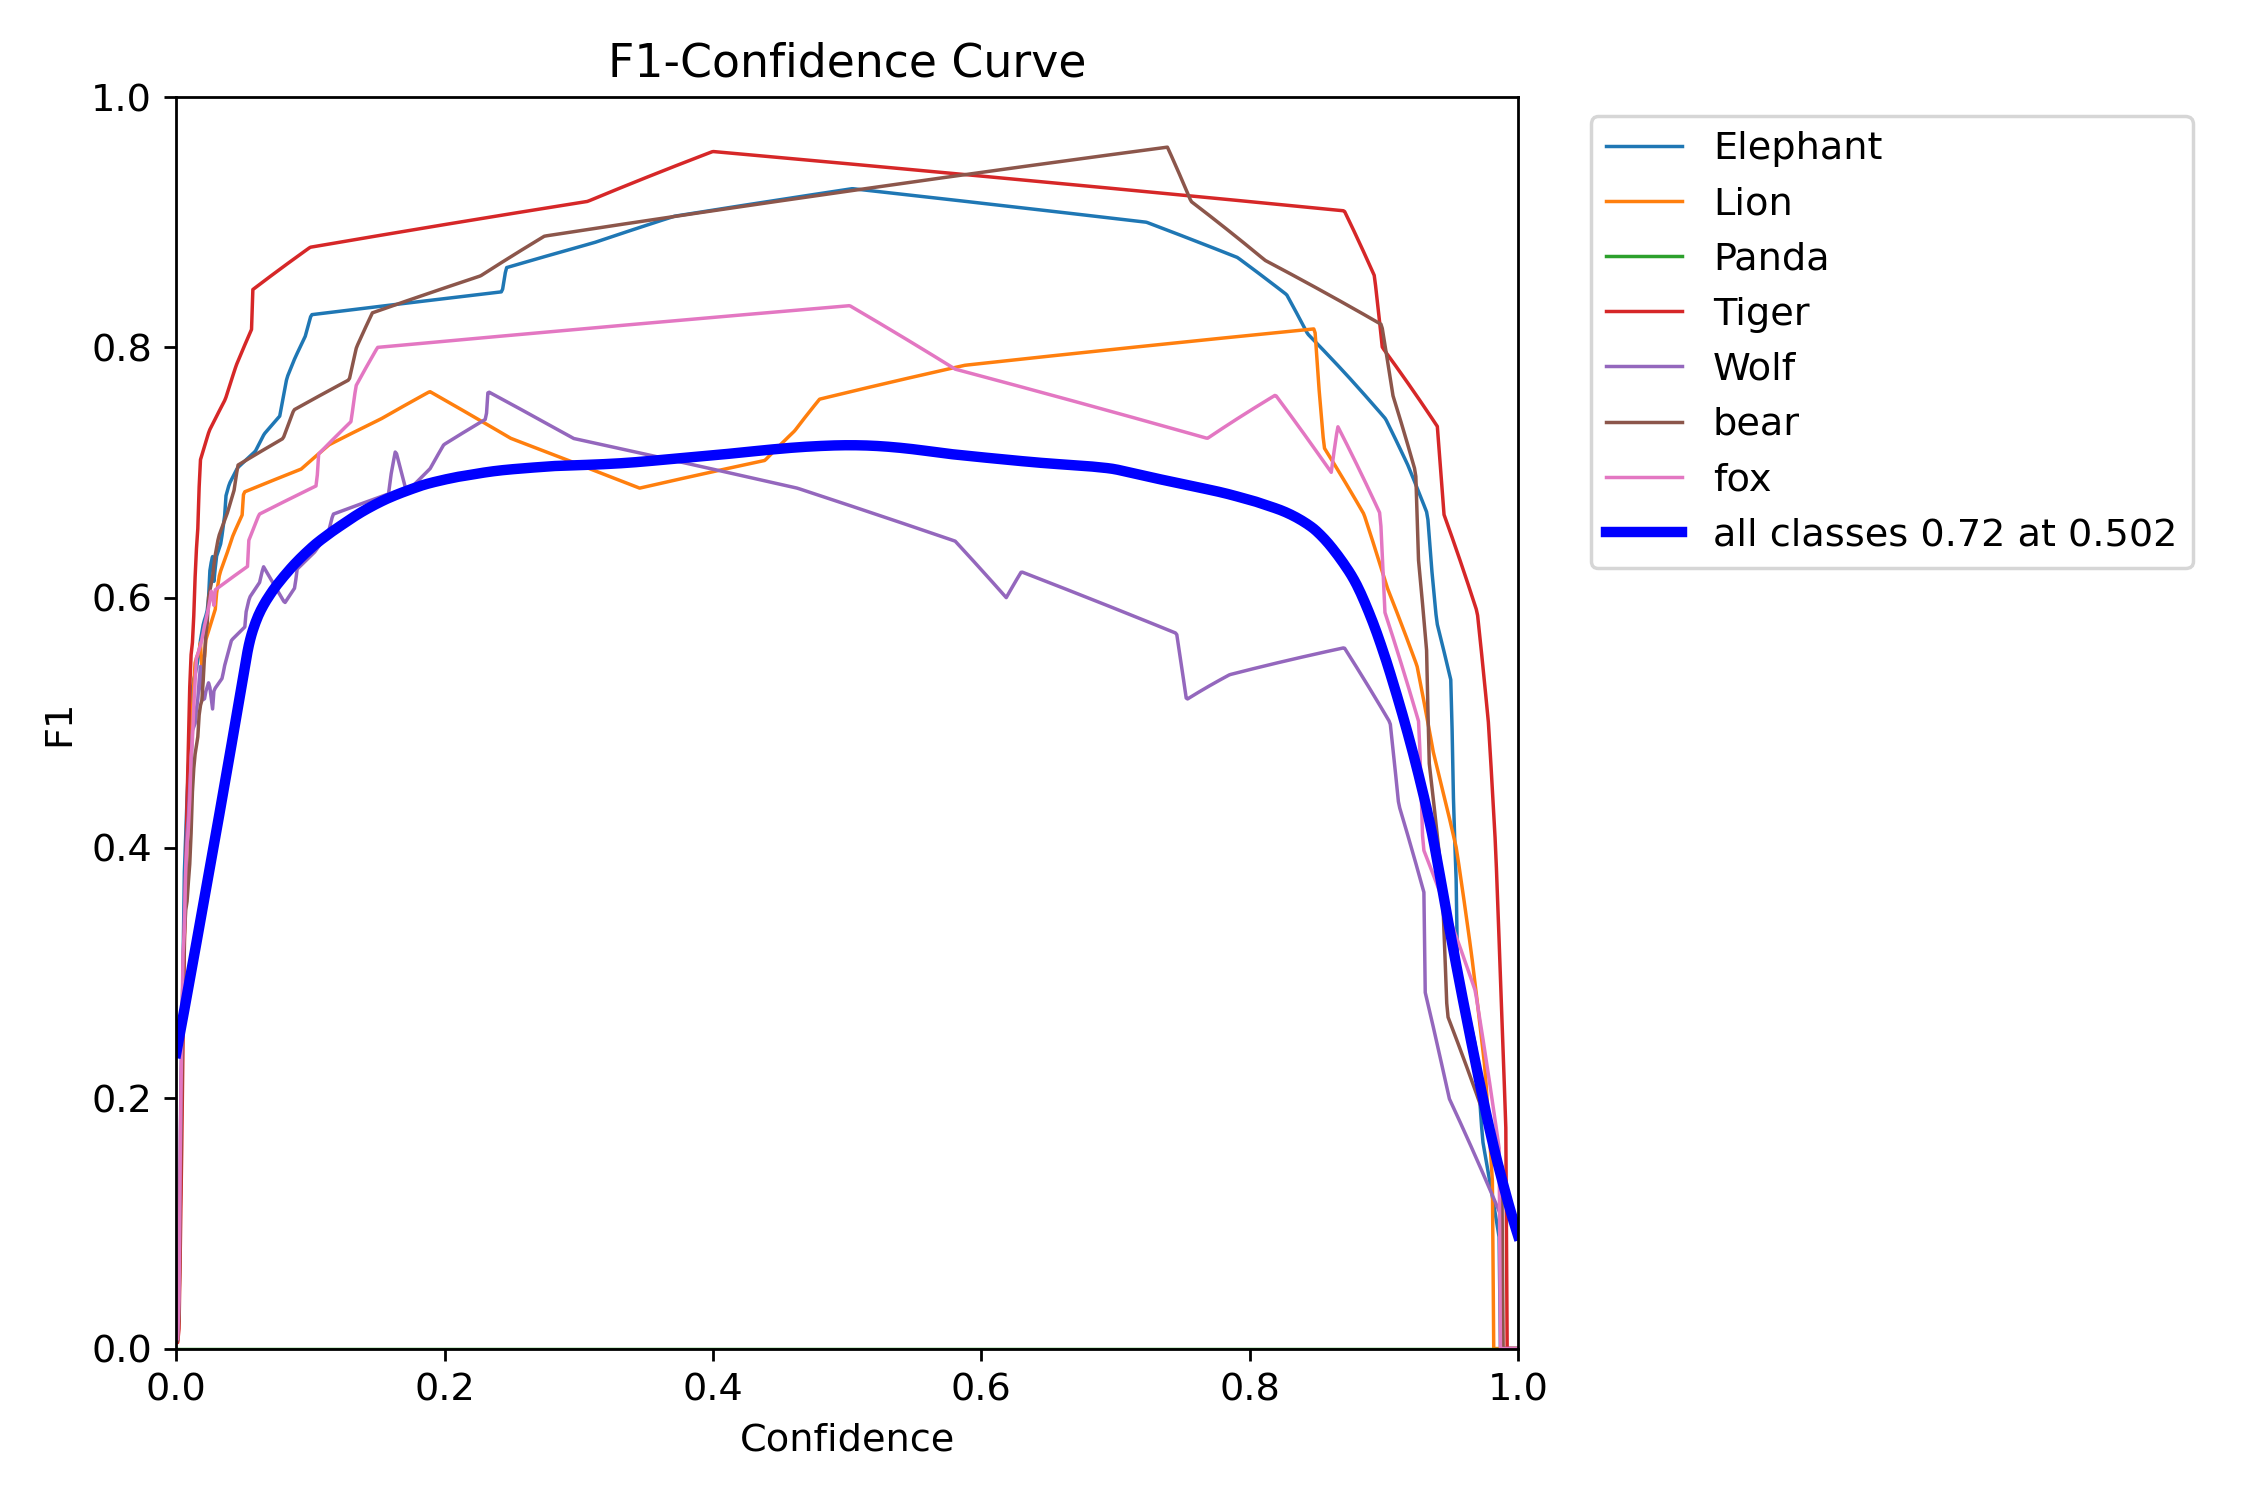 F1-Confidence Curve
1.0
0.8
0.6
0.4
0.2
0.0
F1
0.0 0.2 0.4 0.6 0.8 1.0
Confidence
Elephant
Lion
Panda
Tiger
Wolf
bear
fox
all classes 0.72 at 0.502